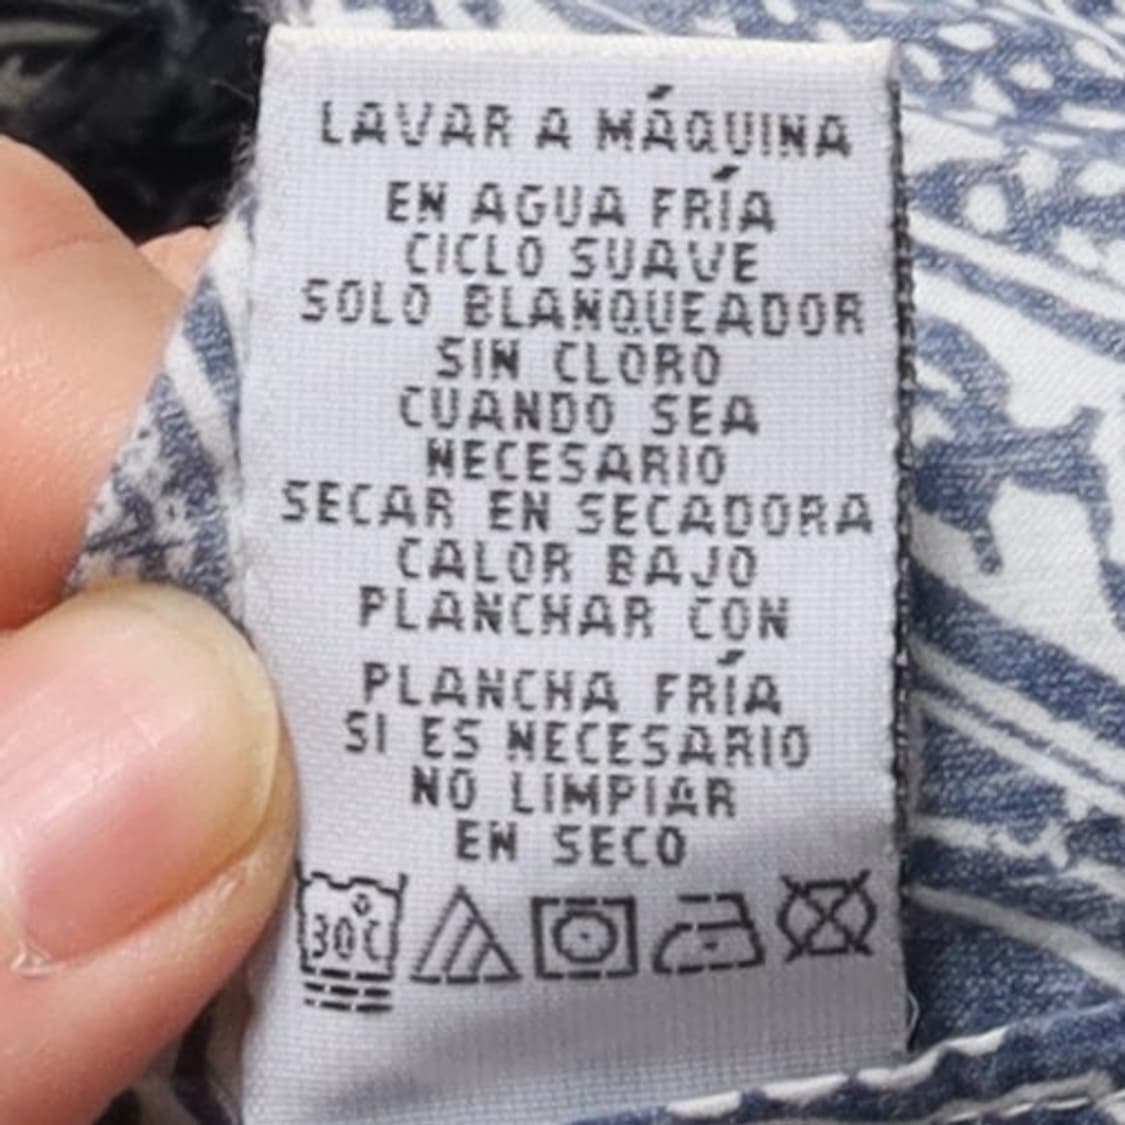 LAVAR A MÁQUINA
EN AGUA FRÍA
CICLO SUAVE
SOLO BLANQUEADOR
SIN CLORO
CUANDO SEA
NECESARIO
SECAR EN SECADORA
CALOR BAJO
PLANCHAR CON
PLANCHA FRÍA
SI ES NECESARIO
NO LIMPIAR
EN SECO
30°C